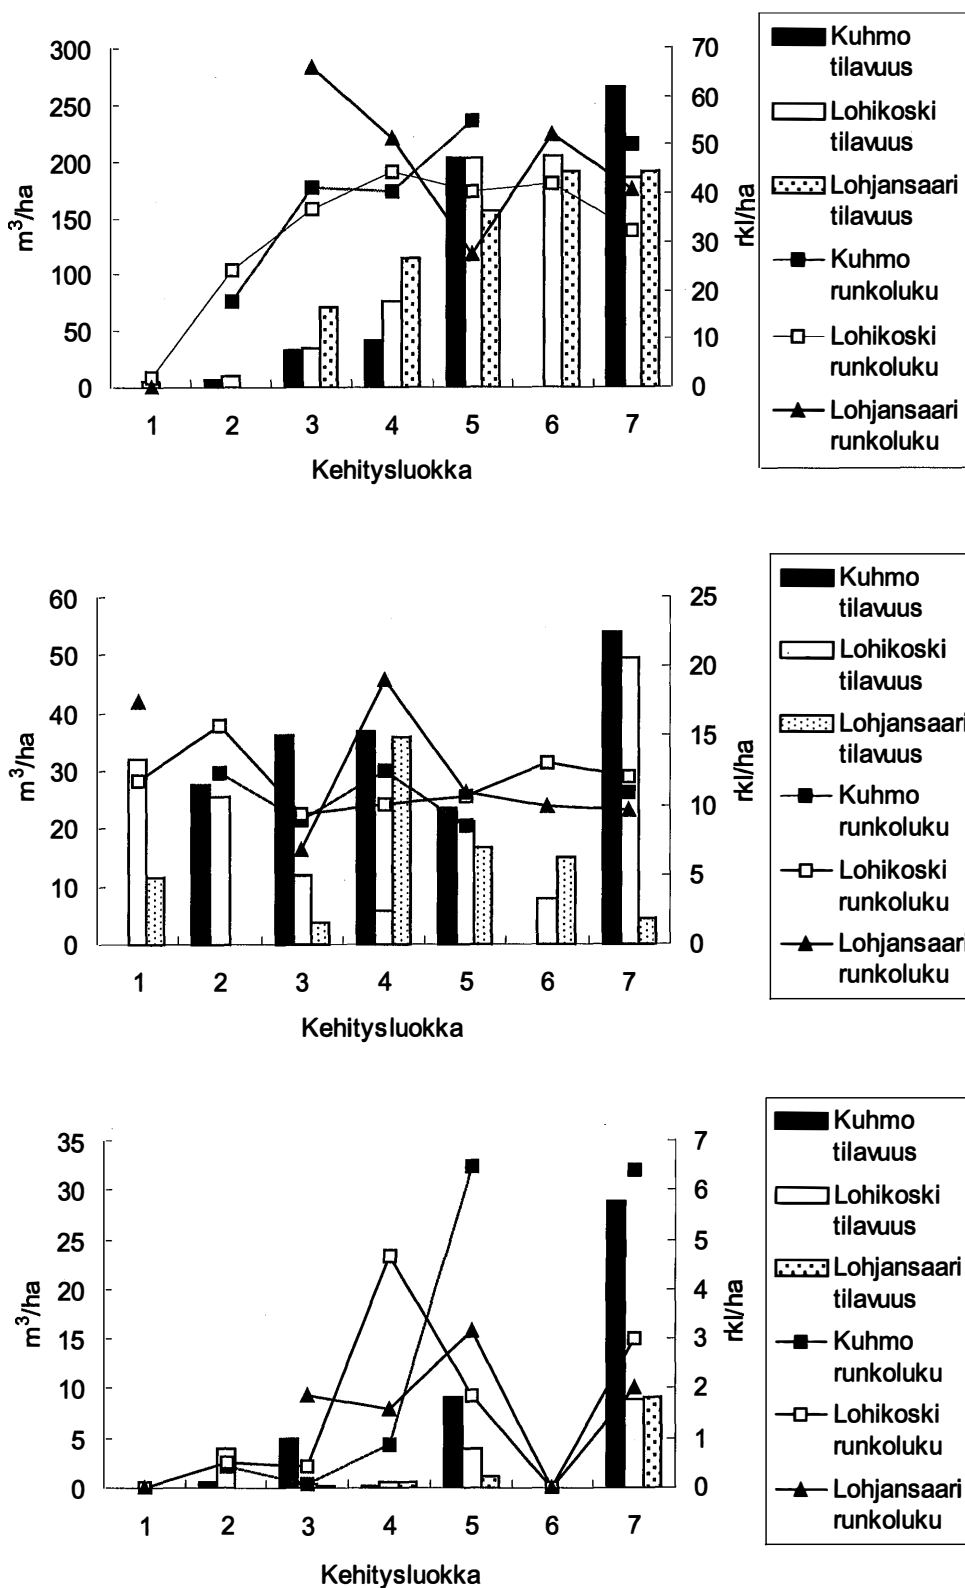 300
250
200
150
100
50
0
m³/ha
70
60
50
40
30
20
10
0
rkl/ha
1 2 3 4 5 6 7
Kehitysluokka
Kuhmo
tilavuus
Lohikoski
tilavuus
Lohjansaari
tilavuus
Kuhmo
runkoluku
Lohikoski
runkoluku
Lohjansaari
runkoluku
60
50
40
30
20
10
0
m³/ha
25
20
15
10
5
0
rkl/ha
1 2 3 4 5 6 7
Kehitysluokka
Kuhmo
tilavuus
Lohikoski
tilavuus
Lohjansaari
tilavuus
Kuhmo
runkoluku
Lohikoski
runkoluku
Lohjansaari
runkoluku
35
30
25
20
15
10
5
0
m³/ha
7
6
5
4
3
2
1
0
rkl/ha
1 2 3 4 5 6 7
Kehitysluokka
Kuhmo
tilavuus
Lohikoski
tilavuus
Lohjansaari
tilavuus
Kuhmo
runkoluku
Lohikoski
runkoluku
Lohjansaari
runkoluku